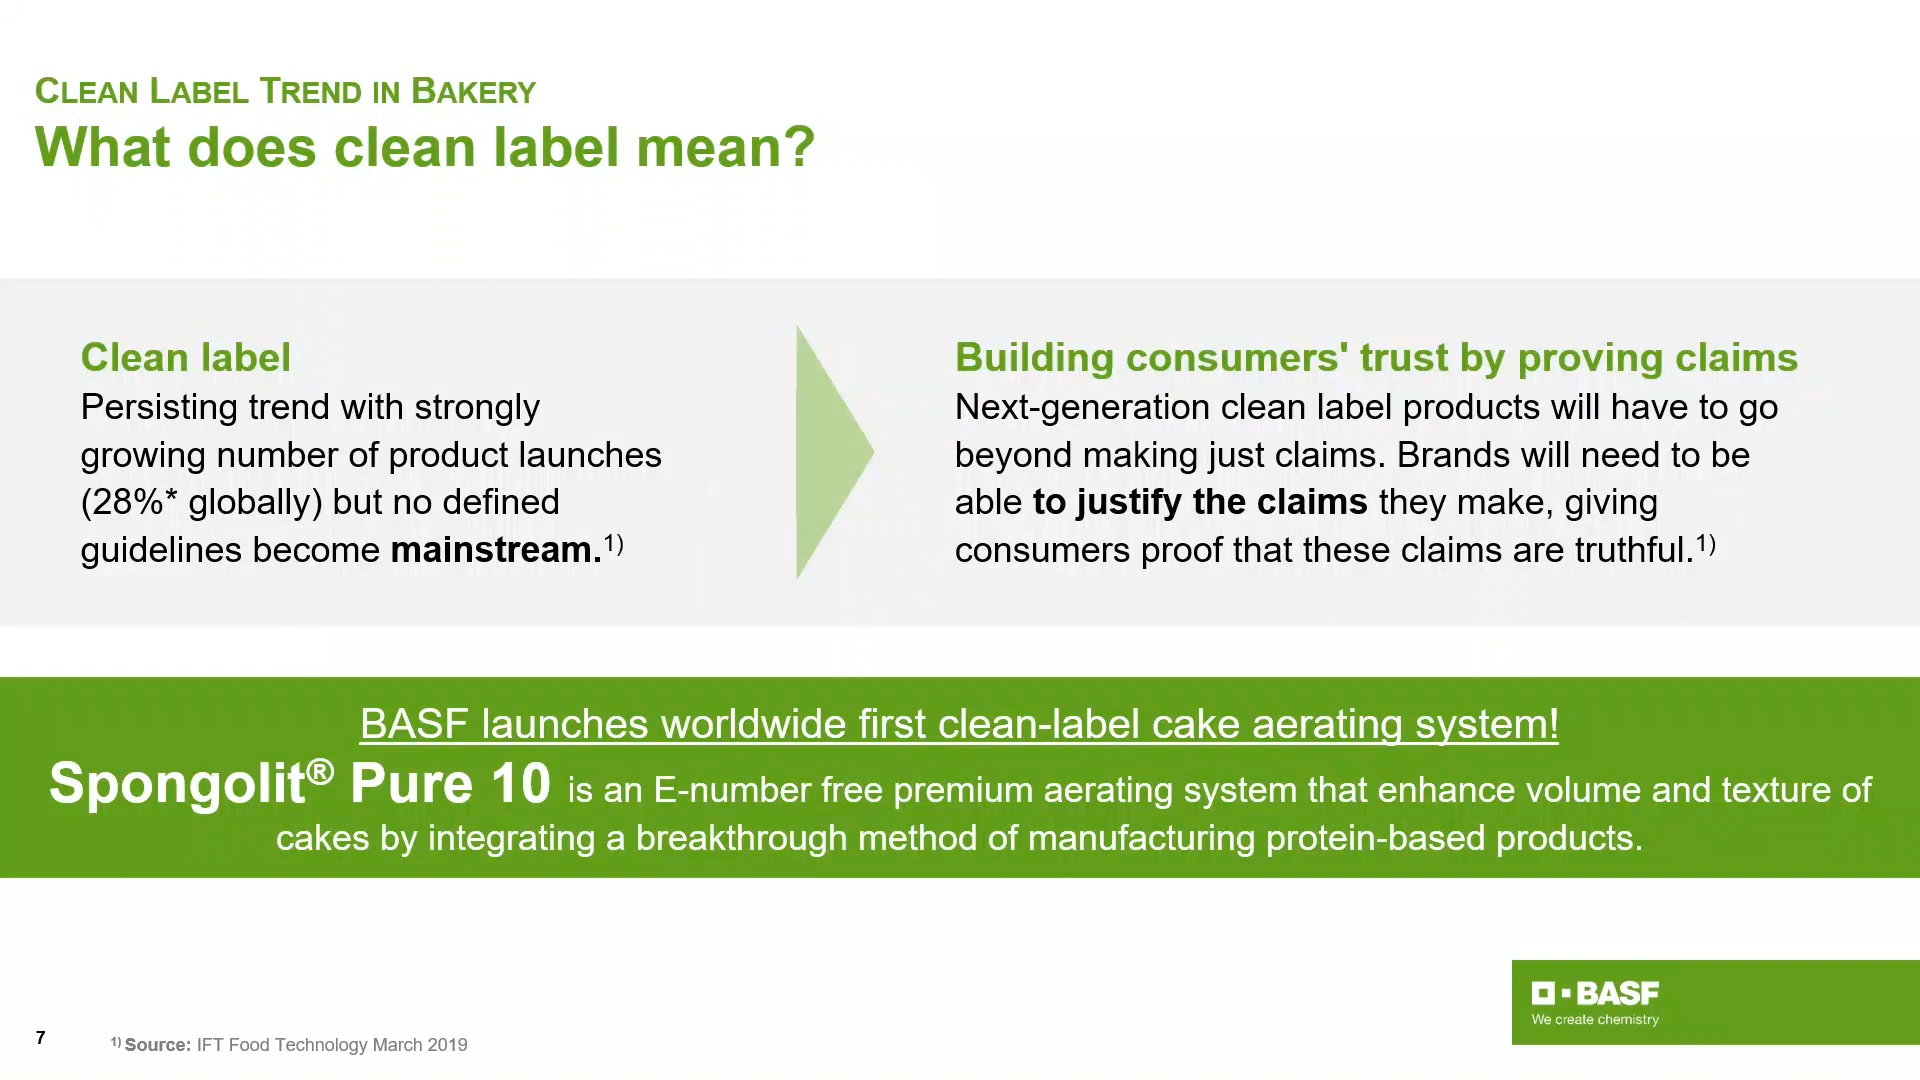 CLEAN LABEL TREND IN BAKERY
What does clean label mean?
Clean label
Persisting trend with strongly
growing number of product launches
(28%* globally) but no defined
guidelines become mainstream.1)
Building consumers' trust by proving claims
Next-generation clean label products will have to go
beyond making just claims. Brands will need to be
able to justify the claims they make, giving
consumers proof that these claims are truthful.1)
BASF launches worldwide first clean-label cake aerating system!
Spongolit® Pure 10 is an E-number free premium aerating system that enhance volume and texture of
cakes by integrating a breakthrough method of manufacturing protein-based products.
BASF
We create chemistry
7
1) Source: IFT Food Technology March 2019